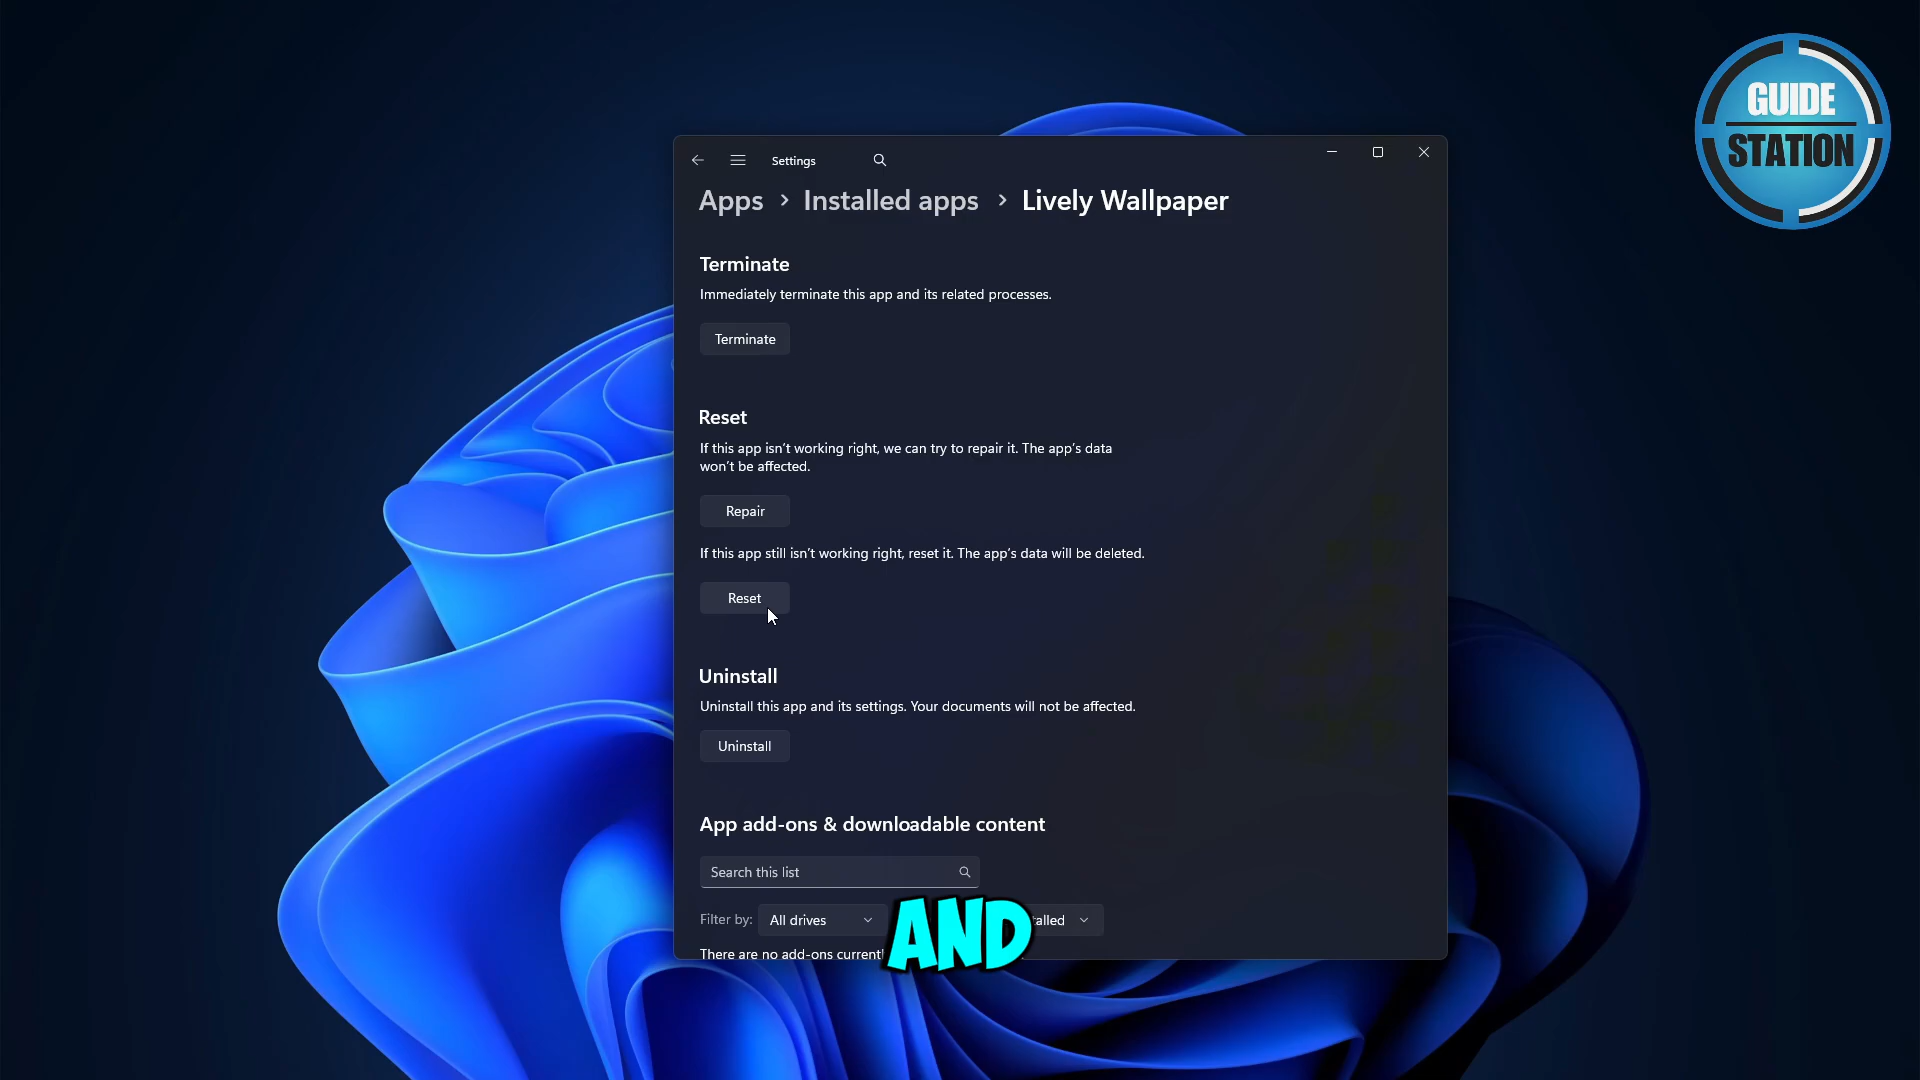 GUIDE
STATION
Settings
Apps > Installed apps > Lively Wallpaper
Terminate
Immediately terminate this app and its related processes.
Terminate
Reset
If this app isn't working right, we can try to repair it. The app's data
won't be affected.
Repair
If this app still isn't working right, reset it. The app's data will be deleted.
Reset
Uninstall
Uninstall this app and its settings. Your documents will not be affected.
Uninstall
App add-ons & downloadable content
Search this list
Filter by: All drives
There are no add-ons
AND